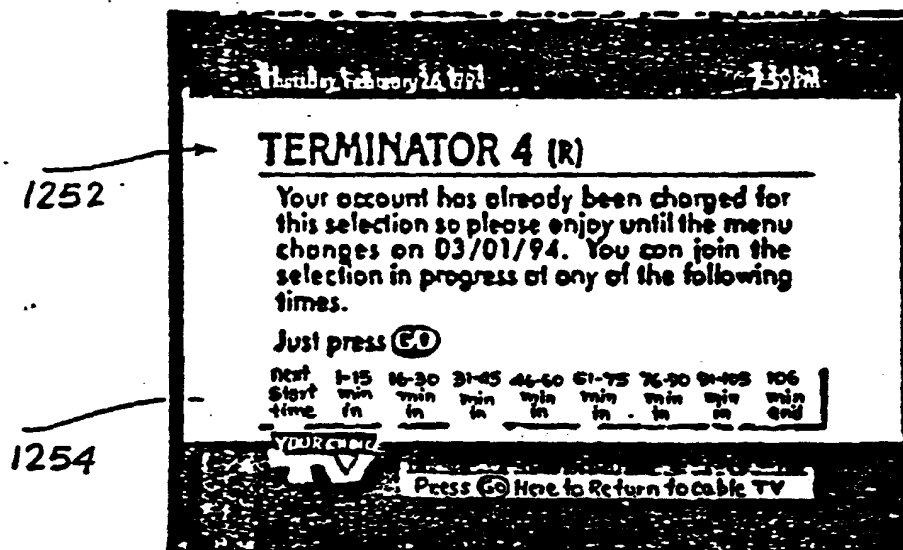 TERMINATOR 4 (R)
1252
Your account has already been charged for
this selection so please enjoy until the menu
changes on 03/01/94. You can join the
selection in progress at any of the following
times.
Just press GO
next 1-15 16-30 31-45 46-60 61-75 76-90 91-105 106
start min min min min min min min min
time in in in in in in in end
1254
YOUR CHOICE
TV
Press GO Here to Return to cable TV